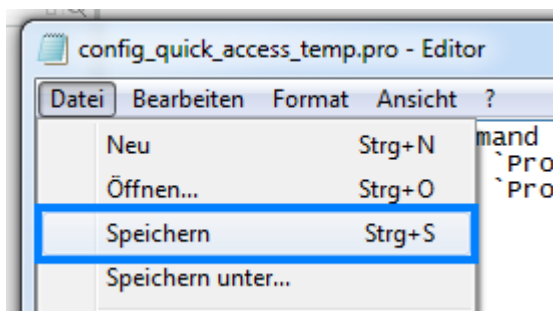 config_quick_access_temp.pro - Editor
Datei Bearbeiten Format Ansicht ?
Neu Strg+N
mand
`Pro
Öffnen... Strg+O
`Pro
Speichern Strg+S
Speichern unter...